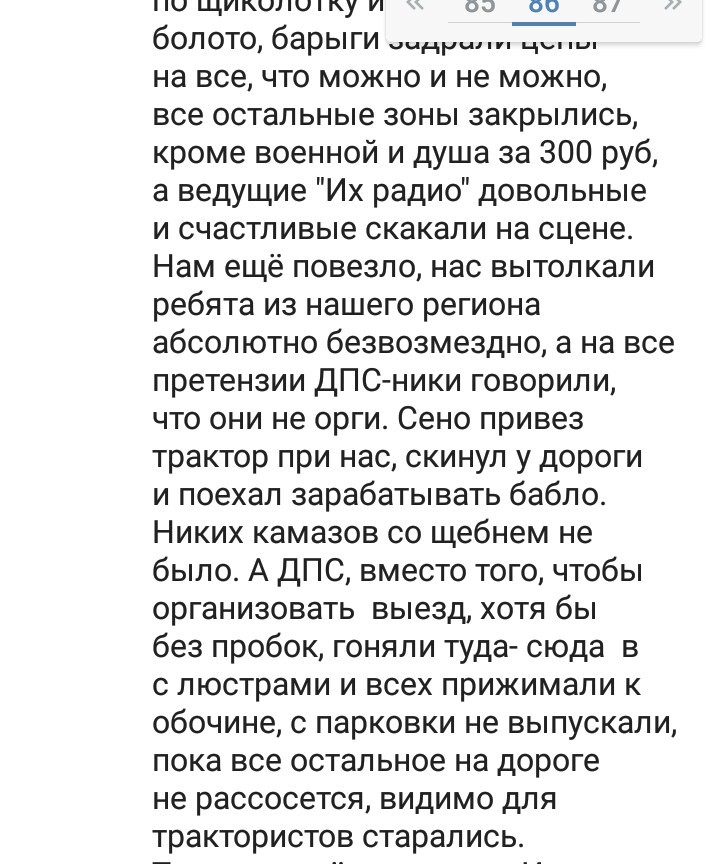 по щиколотку и
« 85 86 87 »
болото, барыги задрали цены
на все, что можно и не можно,
все остальные зоны закрылись,
кроме военной и душа за 300 руб,
а ведущие "Их радио" довольные
и счастливые скакали на сцене.
Нам ещё повезло, нас вытолкали
ребята из нашего региона
абсолютно безвозмездно, а на все
претензии ДПС-ники говорили,
что они не орги. Сено привез
трактор при нас, скинул у дороги
и поехал зарабатывать бабло.
Никих камазов со щебнем не
было. А ДПС, вместо того, чтобы
организовать  выезд, хотя бы
без пробок, гоняли туда- сюда  в
с люстрами и всех прижимали к
обочине, с парковки не выпускали,
пока все остальное на дороге
не рассосется, видимо для
трактористов старались.